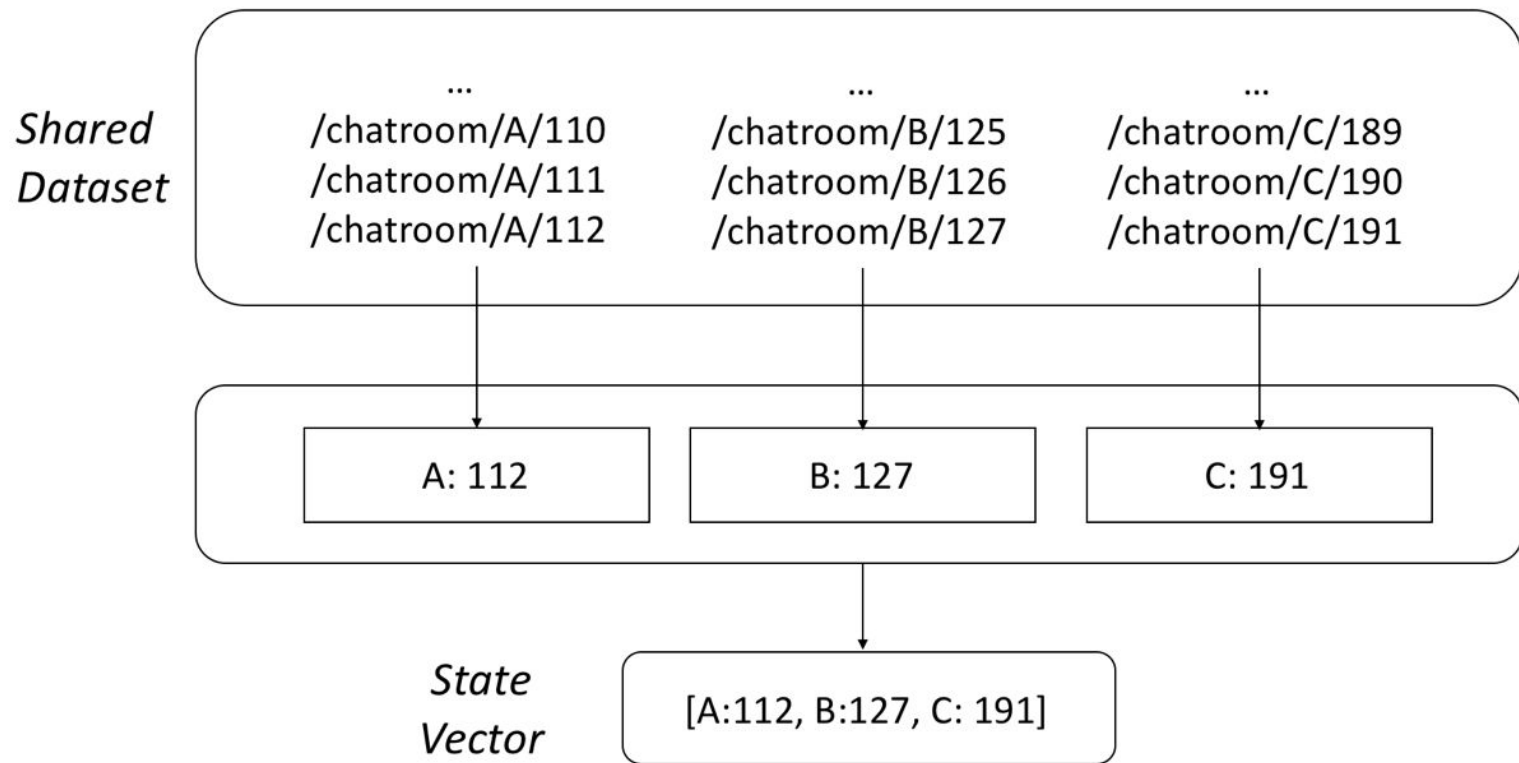 Shared
Dataset
... ... ...
/chatroom/A/110 /chatroom/B/125 /chatroom/C/189
/chatroom/A/111 /chatroom/B/126 /chatroom/C/190
/chatroom/A/112 /chatroom/B/127 /chatroom/C/191
A: 112 B: 127 C: 191
State
Vector
[A:112, B:127, C: 191]